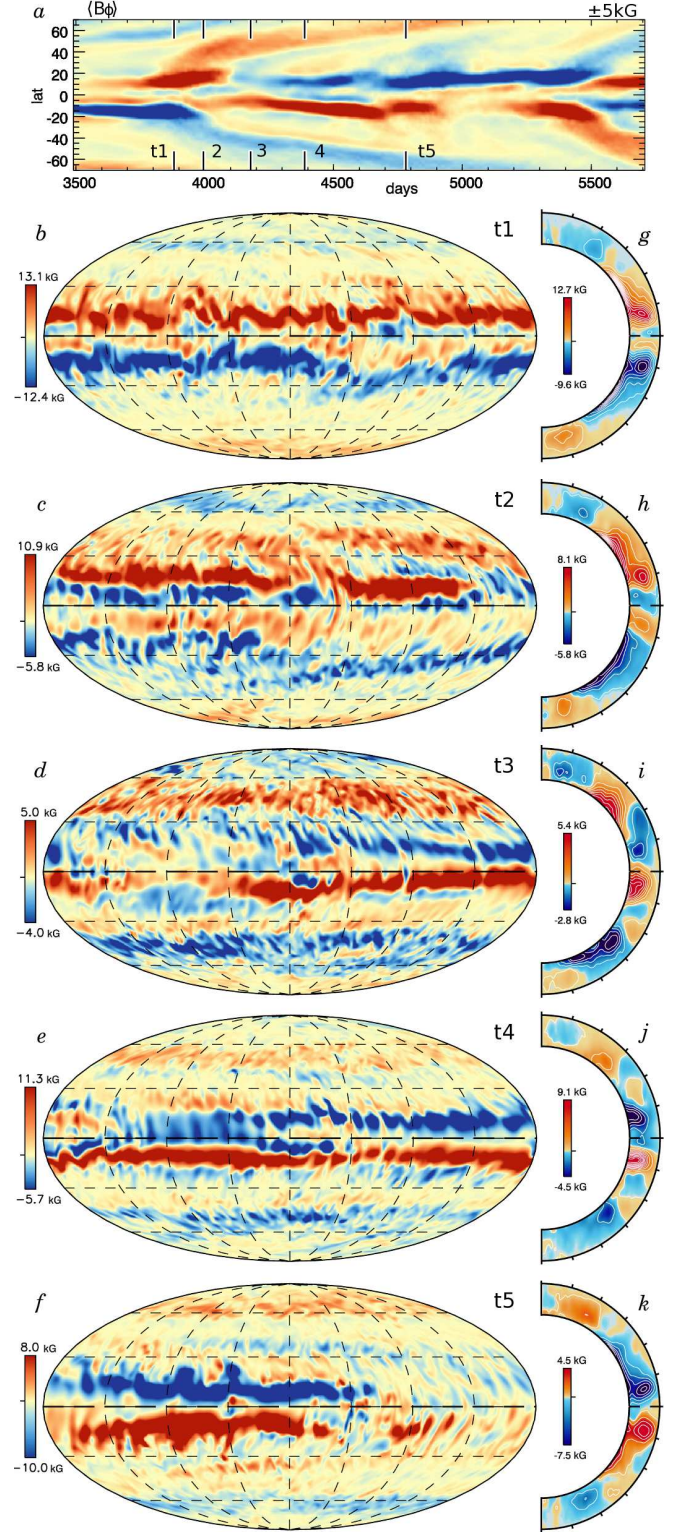 a ⟨Bϕ⟩ ±5kG
lat
60
40
20
0
-20
-40
-60
t1 2 3 4 t5
3500 4000 4500 5000 5500
days
b t1 g
13.1 kG
−12.4 kG
12.7 kG
-9.6 kG
c t2 h
10.9 kG
−5.8 kG
8.1 kG
-5.8 kG
d t3 i
5.0 kG
−4.0 kG
5.4 kG
-2.8 kG
e t4 j
11.3 kG
−5.7 kG
9.1 kG
-4.5 kG
f t5 k
8.0 kG
−10.0 kG
4.5 kG
-7.5 kG